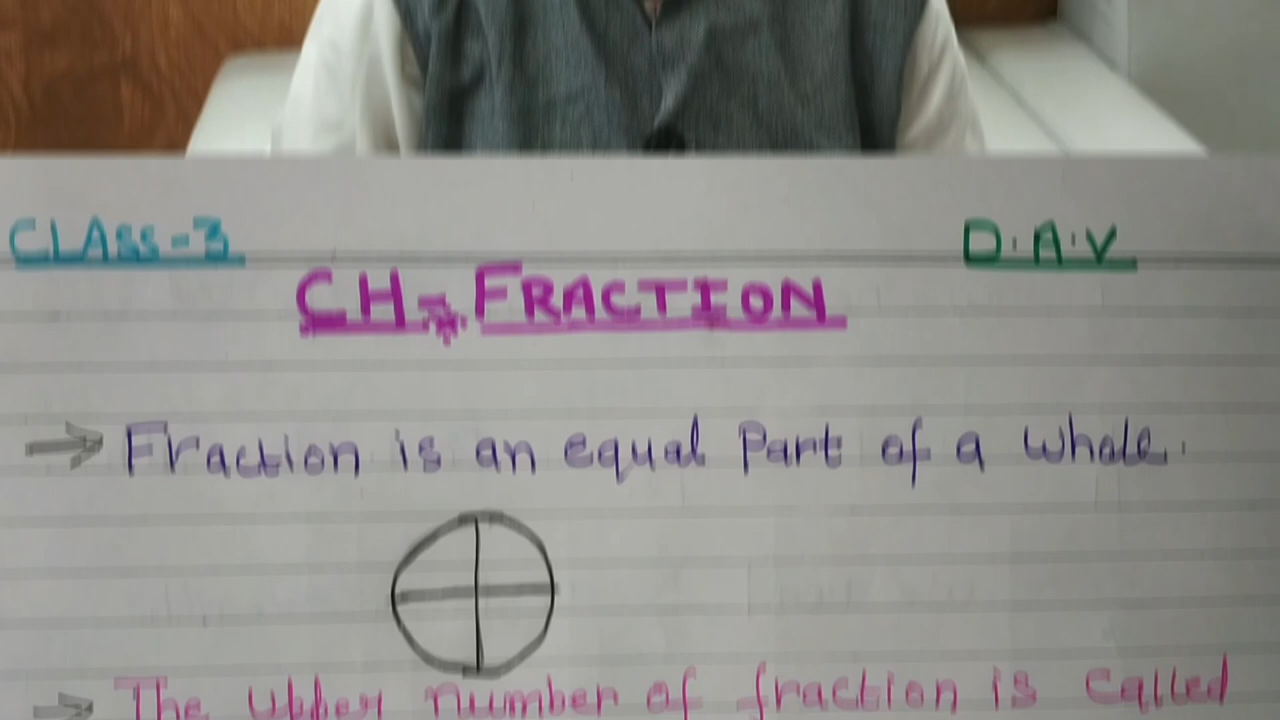 CLASS-3
D.A.V
CH FRACTION
Fraction is an equal Part of a whole.
The upper number of fraction is called